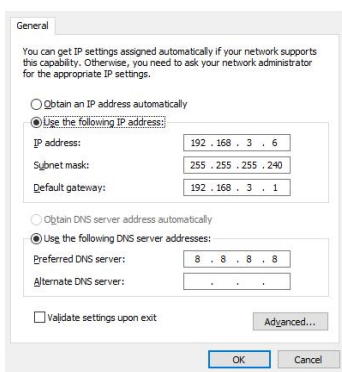 General
You can get IP settings assigned automatically if your network supports
this capability. Otherwise, you need to ask your network administrator
for the appropriate IP settings.
Obtain an IP address automatically
Use the following IP address:
IP address: 192 . 168 . 3 . 6
Subnet mask: 255 . 255 . 255 . 240
Default gateway: 192 . 168 . 3 . 1
Obtain DNS server address automatically
Use the following DNS server addresses:
Preferred DNS server: 8 . 8 . 8 . 8
Alternate DNS server: . . .
Validate settings upon exit
Advanced...
OK Cancel